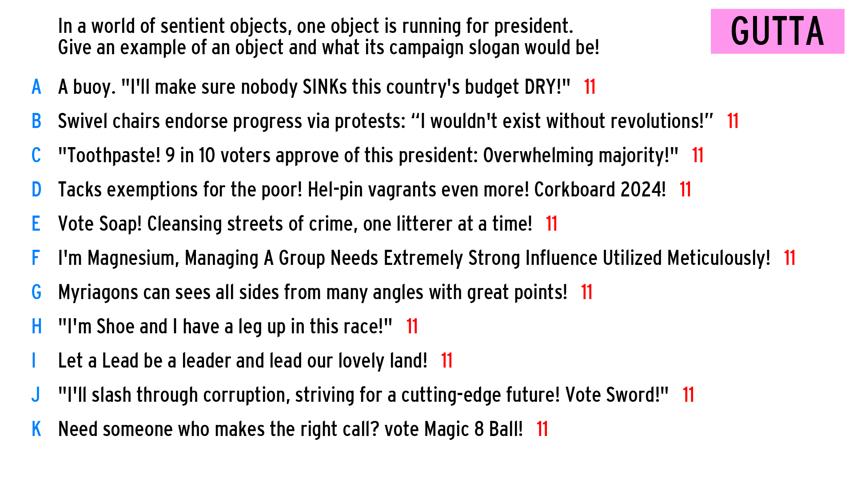 In a world of sentient objects, one object is running for president.
Give an example of an object and what its campaign slogan would be!
GUTTA
A A buoy. "I'll make sure nobody SINKs this country's budget DRY!" 11
B Swivel chairs endorse progress via protests: “I wouldn't exist without revolutions!” 11
C "Toothpaste! 9 in 10 voters approve of this president: Overwhelming majority!" 11
D Tacks exemptions for the poor! Hel-pin vagrants even more! Corkboard 2024! 11
E Vote Soap! Cleansing streets of crime, one litterer at a time! 11
F I'm Magnesium, Managing A Group Needs Extremely Strong Influence Utilized Meticulously! 11
G Myriagons can sees all sides from many angles with great points! 11
H "I'm Shoe and I have a leg up in this race!" 11
I Let a Lead be a leader and lead our lovely land! 11
J "I'll slash through corruption, striving for a cutting-edge future! Vote Sword!" 11
K Need someone who makes the right call? vote Magic 8 Ball! 11